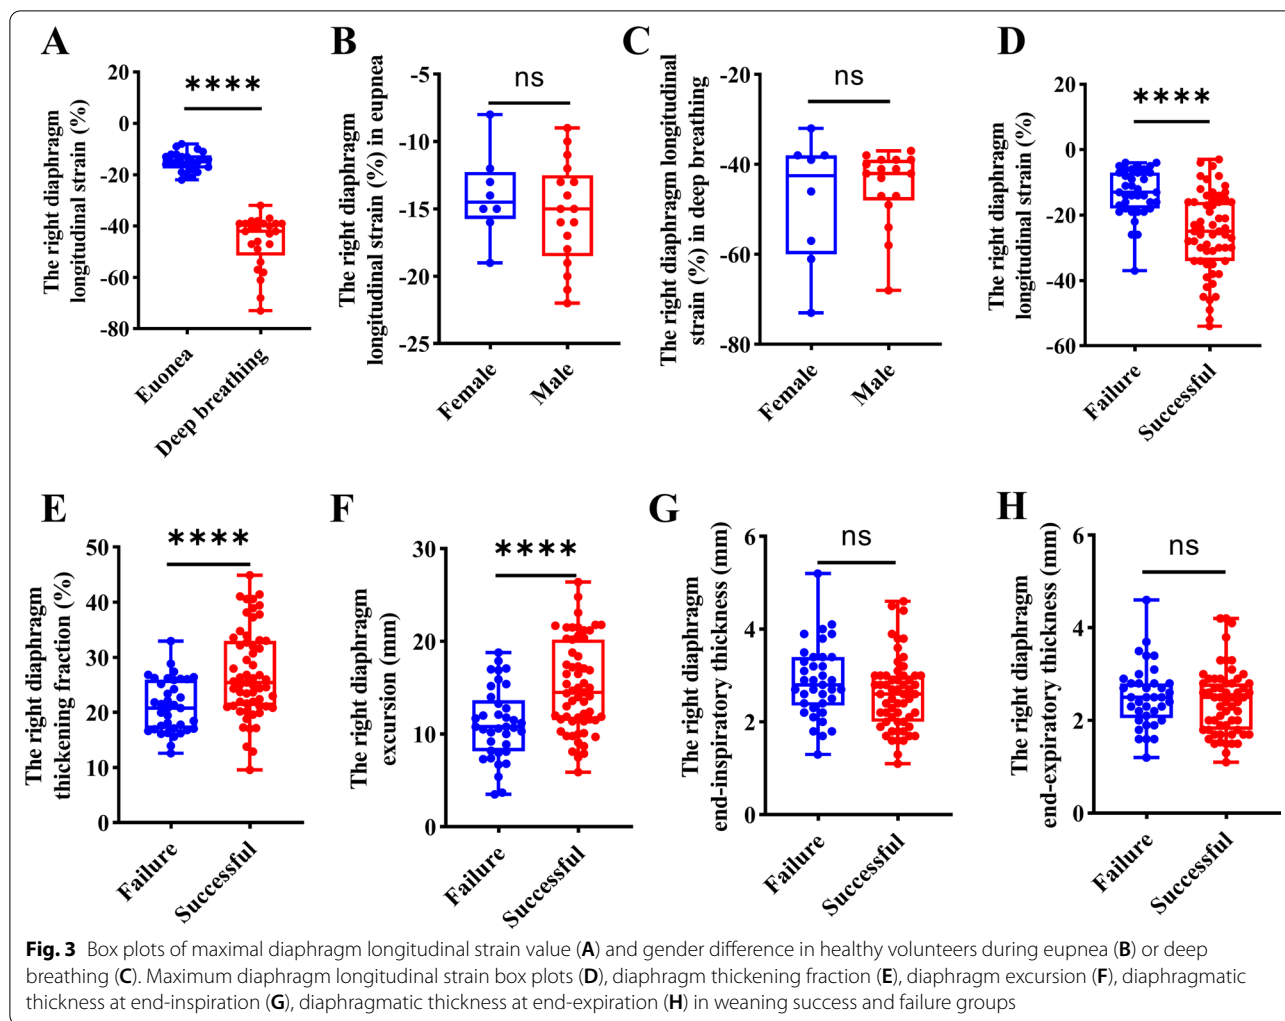 A
The right diaphragm
longitudinal strain (%)
20
0
-20
-40
-60
-80
****
Euonea
Deep breathing
B
The right diaphragm
longitudinal strain (%) in eupnea
-5
-10
-15
-20
-25
ns
Female
Male
C
The right diaphragm longitudinal
strain (%) in deep breathing
-20
-40
-60
-80
ns
Female
Male
D
The right diaphragm
longitudinal strain (%)
20
0
-20
-40
-60
****
Failure
Successful
E
The right diaphragm
thickening fraction (%)
50
40
30
20
10
0
****
Failure
Successful
F
The right diaphragm
excursion (mm)
30
20
10
0
****
Failure
Successful
G
The right diaphragm
end-inspiratory thickness (mm)
6
4
2
0
ns
Failure
Successful
H
The right diaphragm
end-expiratory thickness (mm)
6
4
2
0
ns
Failure
Successful
Fig. 3 Box plots of maximal diaphragm longitudinal strain value (A) and gender difference in healthy volunteers during eupnea (B) or deep
breathing (C). Maximum diaphragm longitudinal strain box plots (D), diaphragm thickening fraction (E), diaphragm excursion (F), diaphragmatic
thickness at end-inspiration (G), diaphragmatic thickness at end-expiration (H) in weaning success and failure groups